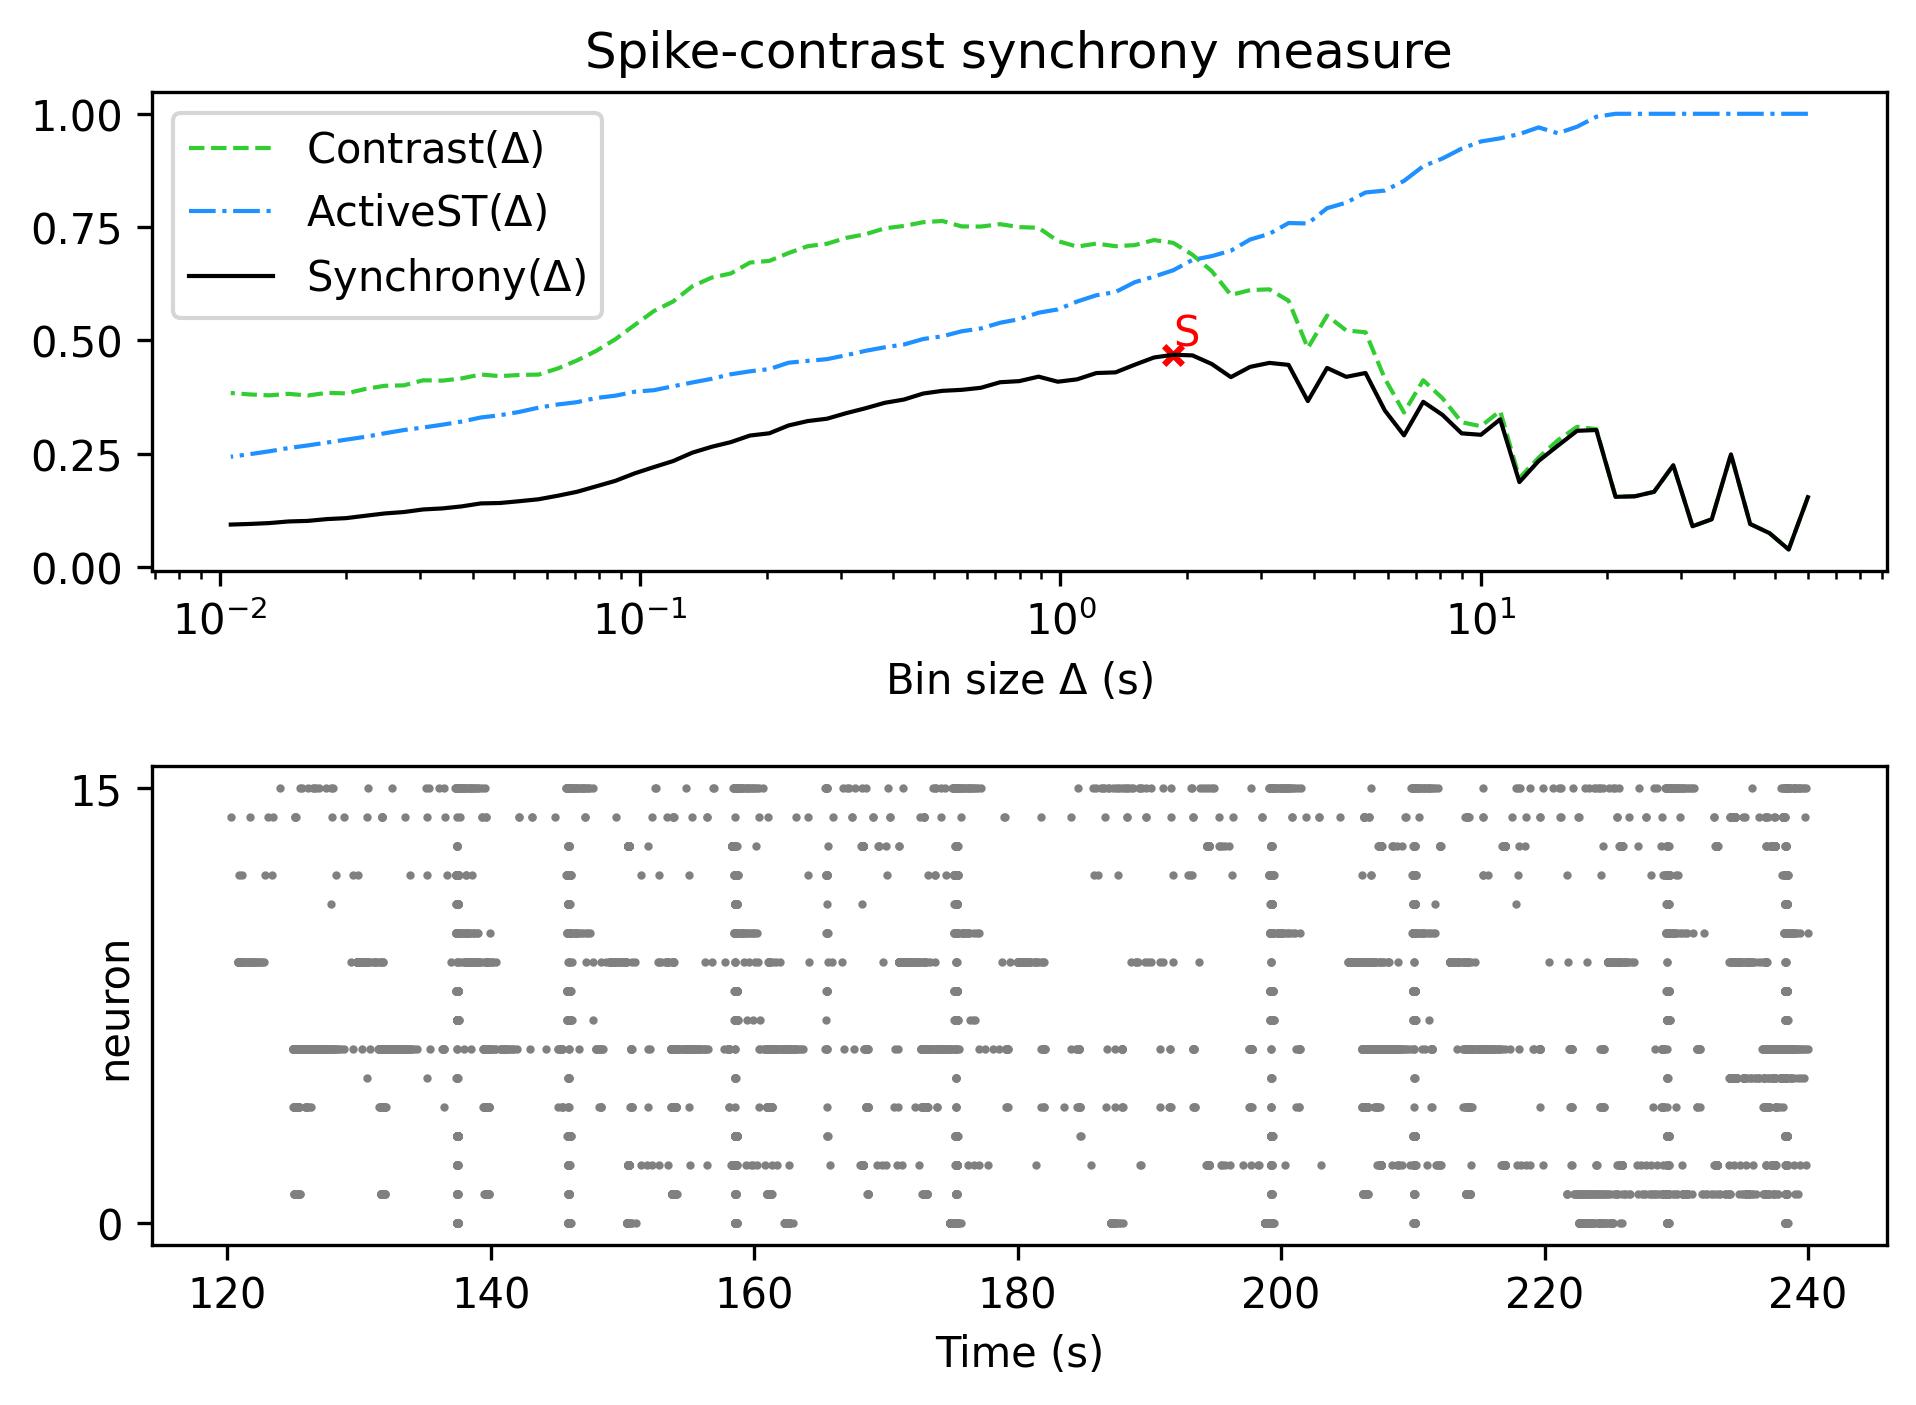 Spike-contrast synchrony measure
1.00
0.75
0.50
0.25
0.00
Contrast(Δ)
ActiveST(Δ)
Synchrony(Δ)
S
10⁻² 10⁻¹ 10⁰ 10¹
Bin size Δ (s)
15
0
neuron
120 140 160 180 200 220 240
Time (s)